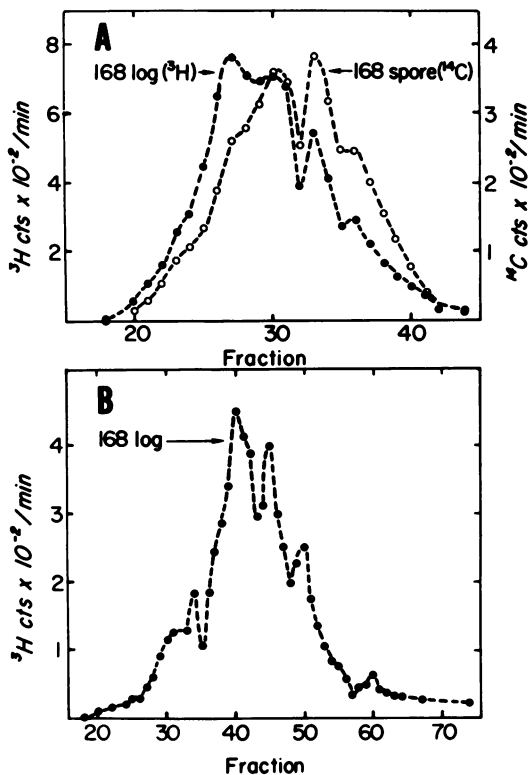 A
168 log (³H)
168 spore (¹⁴C)
8
6
4
2
4
3
2
1
³H cts x 10⁻²/min
¹⁴C cts x 10⁻²/min
20 30 40
Fraction
B
168 log
4
3
2
1
³H cts x 10⁻²/min
20 30 40 50 60 70
Fraction